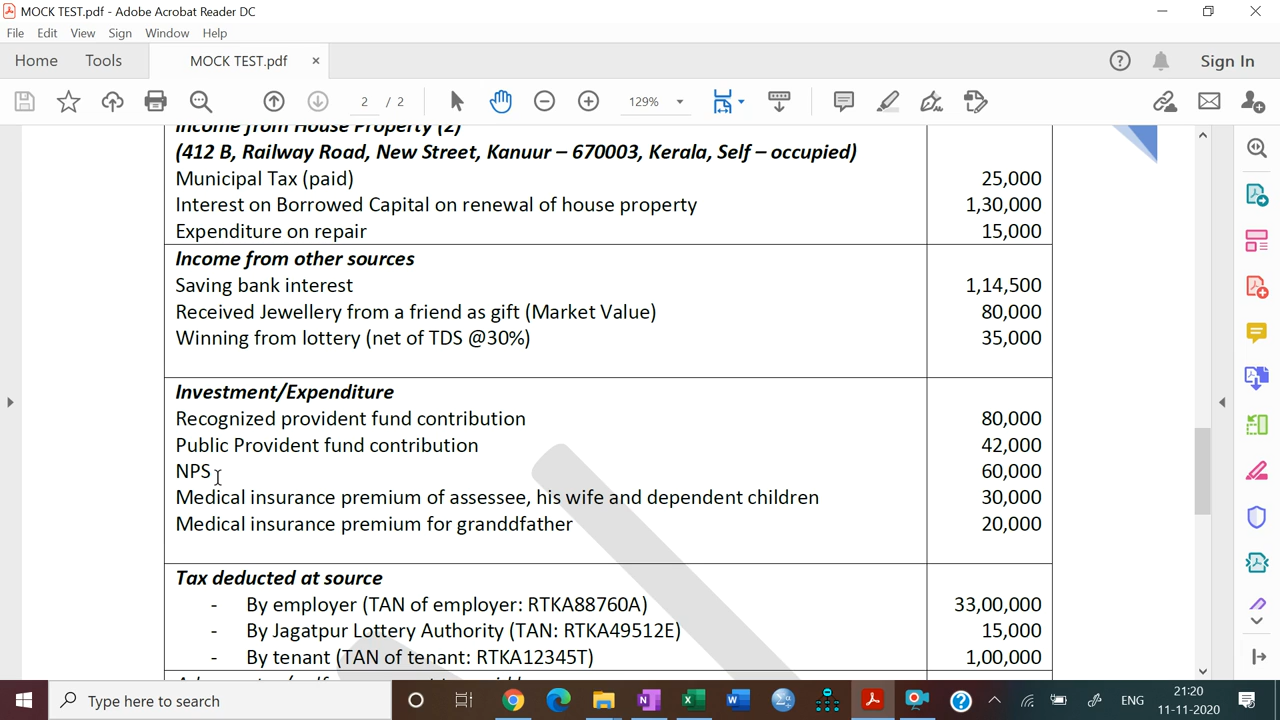 MOCK TEST.pdf - Adobe Acrobat Reader DC
File Edit View Sign Window Help
Home Tools MOCK TEST.pdf × Sign In
2 / 2 129%
Income from House Property (2)
(412 B, Railway Road, New Street, Kanuur – 670003, Kerala, Self – occupied)
Municipal Tax (paid) 25,000
Interest on Borrowed Capital on renewal of house property 1,30,000
Expenditure on repair 15,000
Income from other sources
Saving bank interest 1,14,500
Received Jewellery from a friend as gift (Market Value) 80,000
Winning from lottery (net of TDS @30%) 35,000
Investment/Expenditure
Recognized provident fund contribution 80,000
Public Provident fund contribution 42,000
NPS 60,000
Medical insurance premium of assessee, his wife and dependent children 30,000
Medical insurance premium for granddfather 20,000
Tax deducted at source
- By employer (TAN of employer: RTKA88760A) 33,00,000
- By Jagatpur Lottery Authority (TAN: RTKA49512E) 15,000
- By tenant (TAN of tenant: RTKA12345T) 1,00,000
Type here to search ENG 21:20
11-11-2020